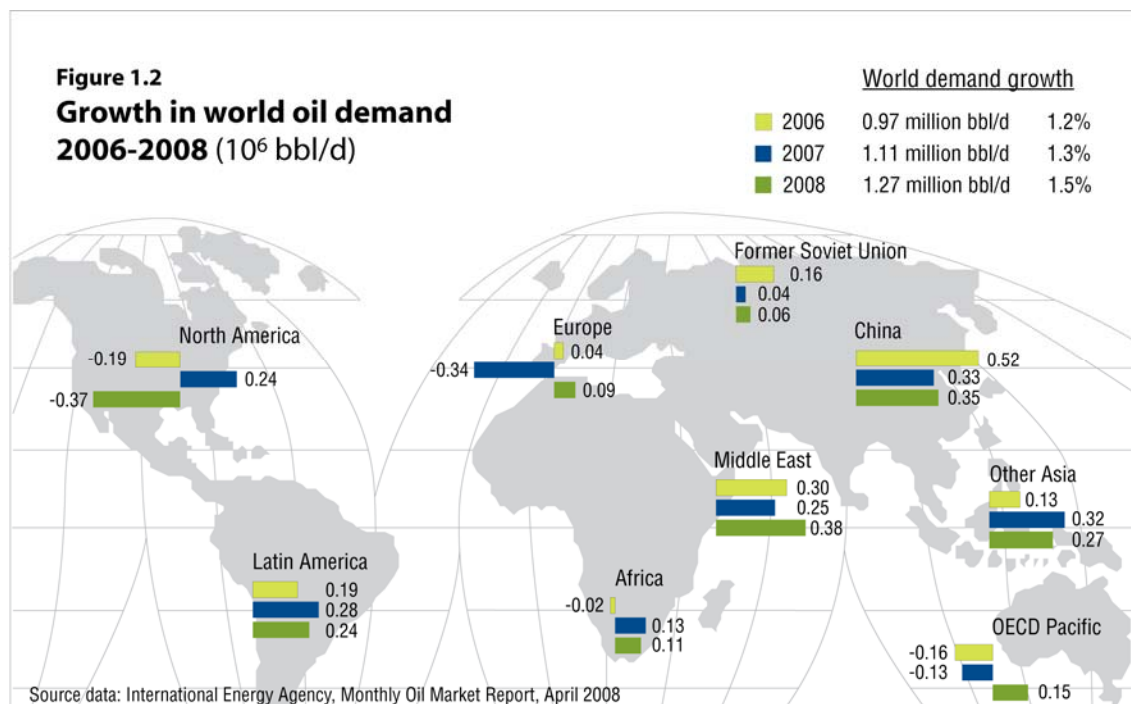 Figure 1.2
Growth in world oil demand
2006-2008 (10⁶ bbl/d)
World demand growth
2006 0.97 million bbl/d 1.2%
2007 1.11 million bbl/d 1.3%
2008 1.27 million bbl/d 1.5%
Former Soviet Union
0.16
0.04
0.06
North America
-0.19
0.24
-0.37
Europe
0.04
-0.34
0.09
China
0.52
0.33
0.35
Middle East
0.30
0.25
0.38
Other Asia
0.13
0.32
0.27
Latin America
0.19
0.28
0.24
Africa
-0.02
0.13
0.11
OECD Pacific
-0.16
-0.13
0.15
Source data: International Energy Agency, Monthly Oil Market Report, April 2008